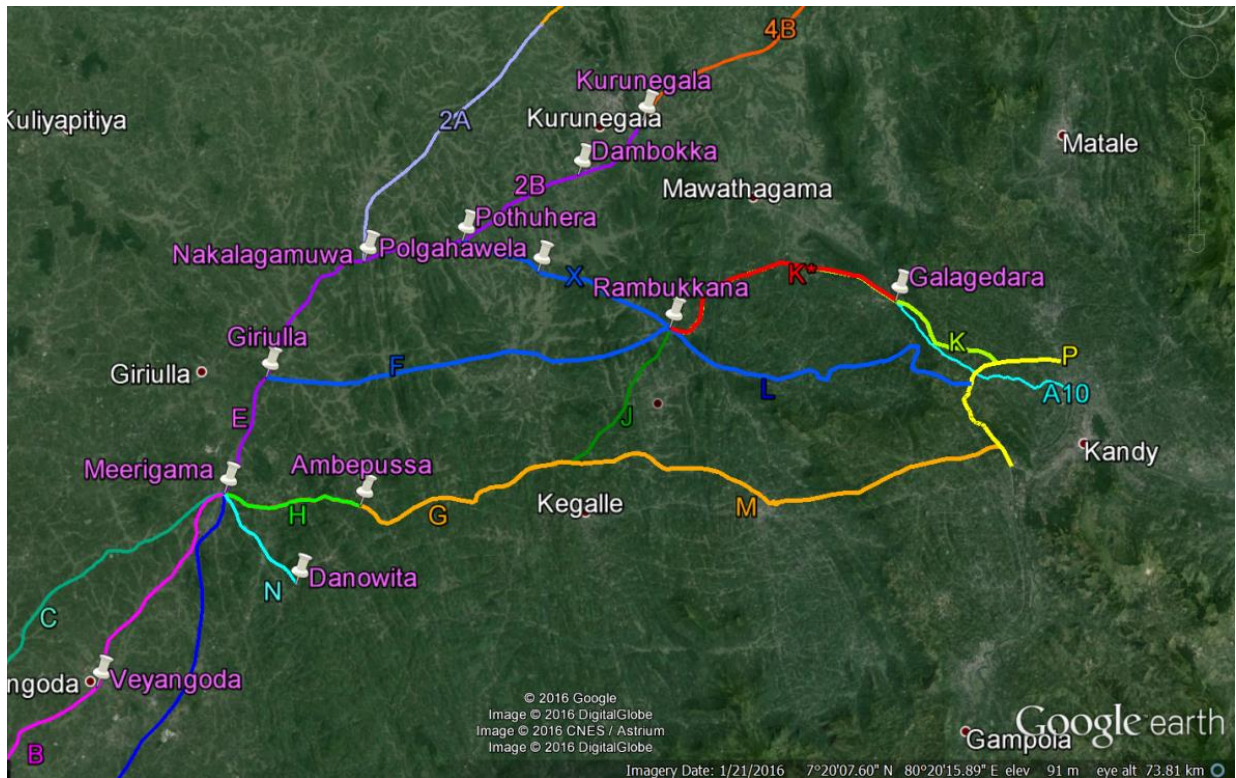 4B
Kurunegala
Kuliyapitiya
2A
Kurunegala
Matale
Dambokka
2B
Mawathagama
Pothuhera
Nakalagamuwa
Polgahawela
X
K*
Rambukkana
Galagedara
Giriulla
K
P
Giriulla
F
L
A10
E
J
Meerigama
Ambepussa
Kandy
H
G
Kegalle
M
N
Danowita
C
ngoda
Veyangoda
© 2016 Google
Image © 2016 DigitalGlobe
Image © 2016 CNES / Astrium
Image © 2016 DigitalGlobe
Google earth
B
Gampola
Imagery Date: 1/21/2016 7°20'07.60" N 80°20'15.89" E elev 91 m eye alt 73.81 km